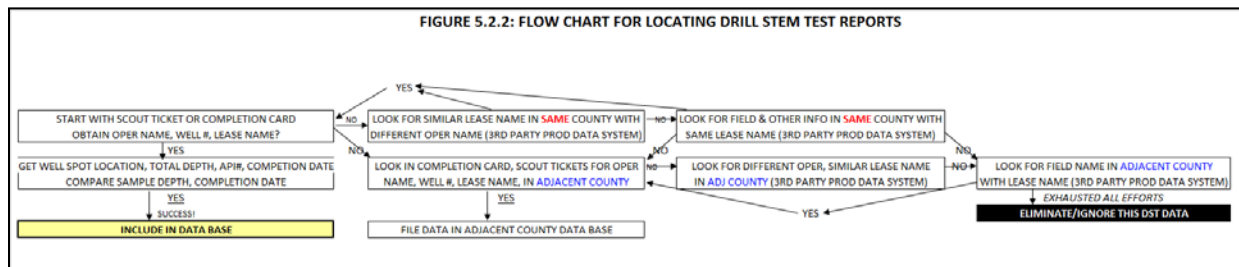 FIGURE 5.2.2: FLOW CHART FOR LOCATING DRILL STEM TEST REPORTS
YES
START WITH SCOUT TICKET OR COMPLETION CARD
OBTAIN OPER NAME, WELL #, LEASE NAME?
NO
LOOK FOR SIMILAR LEASE NAME IN SAME COUNTY WITH
DIFFERENT OPER NAME (3RD PARTY PROD DATA SYSTEM)
NO
LOOK FOR FIELD & OTHER INFO IN SAME COUNTY WITH
SAME LEASE NAME (3RD PARTY PROD DATA SYSTEM)
YES
NO
NO
NO
GET WELL SPOT LOCATION, TOTAL DEPTH, API#, COMPETION DATE
COMPARE SAMPLE DEPTH, COMPLETION DATE
LOOK IN COMPLETION CARD, SCOUT TICKETS FOR OPER
NAME, WELL #, LEASE NAME, IN ADJACENT COUNTY
NO
LOOK FOR DIFFERENT OPER, SIMILAR LEASE NAME
IN ADJ COUNTY (3RD PARTY PROD DATA SYSTEM)
NO
LOOK FOR FIELD NAME IN ADJACENT COUNTY
WITH LEASE NAME (3RD PARTY PROD DATA SYSTEM)
YES
SUCCESS!
YES
YES
EXHAUSTED ALL EFFORTS
INCLUDE IN DATA BASE
FILE DATA IN ADJACENT COUNTY DATA BASE
ELIMINATE/IGNORE THIS DST DATA